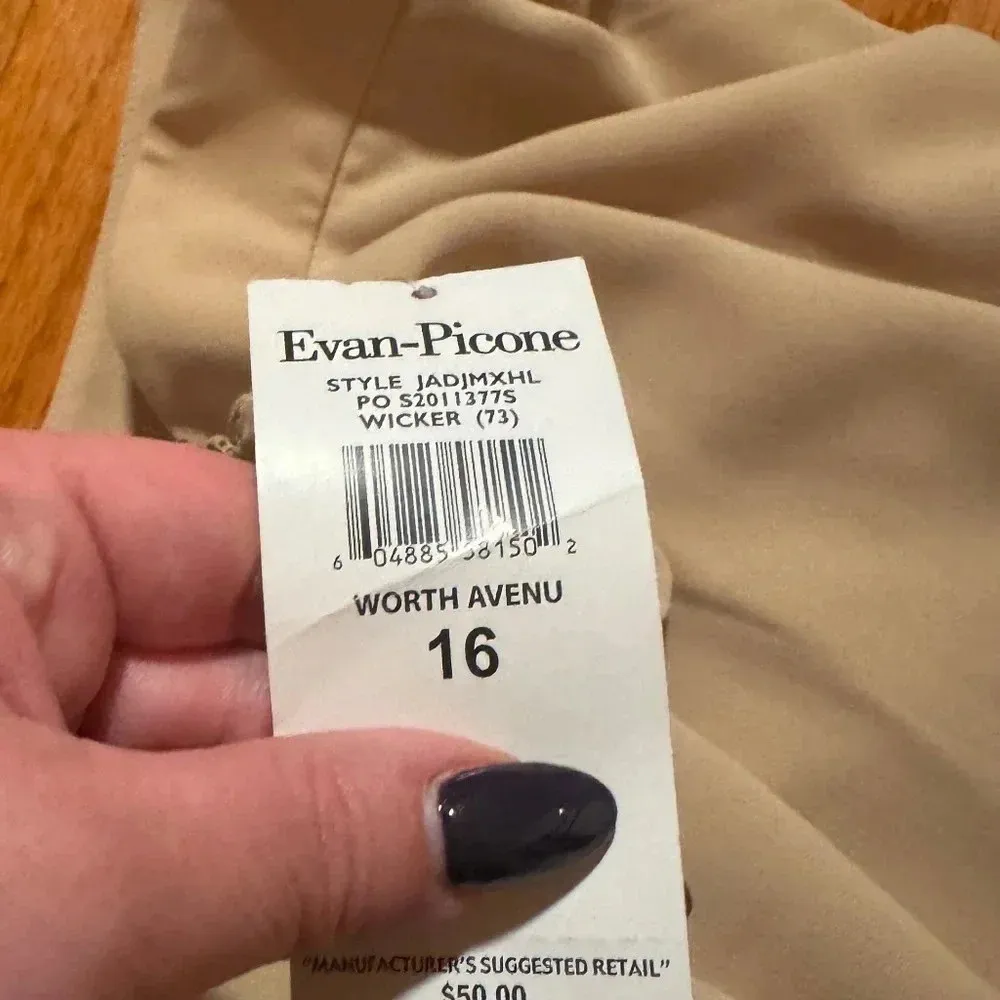 Evan-Picone
STYLE JADJMXHL
PO S2011377S
WICKER (73)
6 04885 38150 2
WORTH AVENU
16
"MANUFACTURER'S SUGGESTED RETAIL"
$50.00